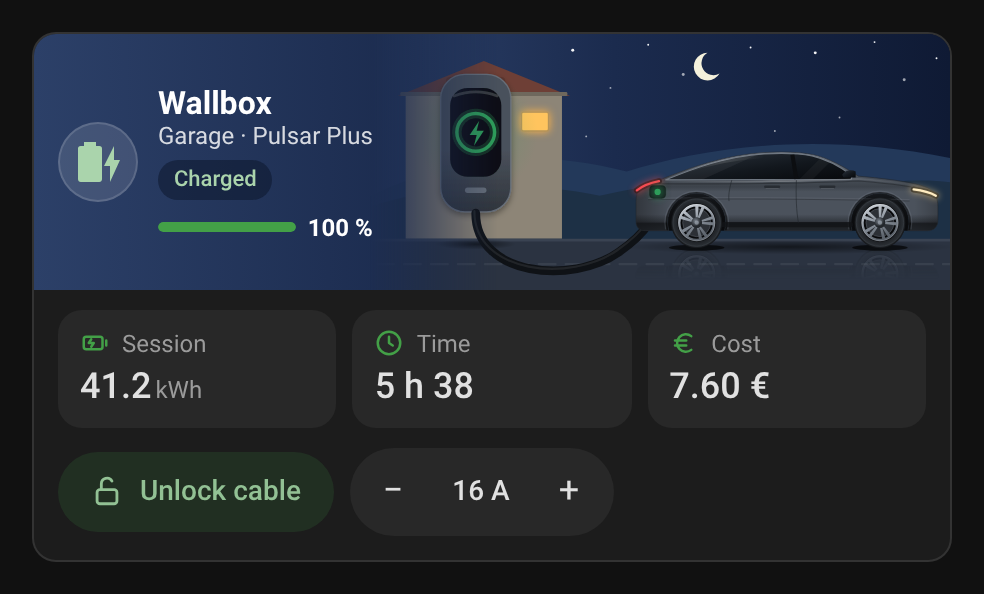 Wallbox
Garage · Pulsar Plus
Charged
100 %
Session
41.2 kWh
Time
5 h 38
Cost
7.60 €
Unlock cable
− 16 A +